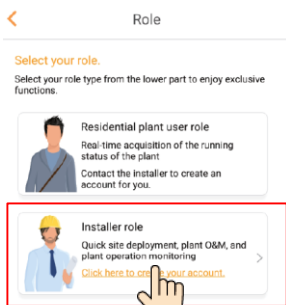 Role
Select your role.
Select your role type from the lower part to enjoy exclusive
functions.
Residential plant user role
Real-time acquisition of the running
status of the plant
Contact the installer to create an
account for you.
Installer role
Quick site deployment, plant O&M, and
plant operation monitoring
Click here to create your account.